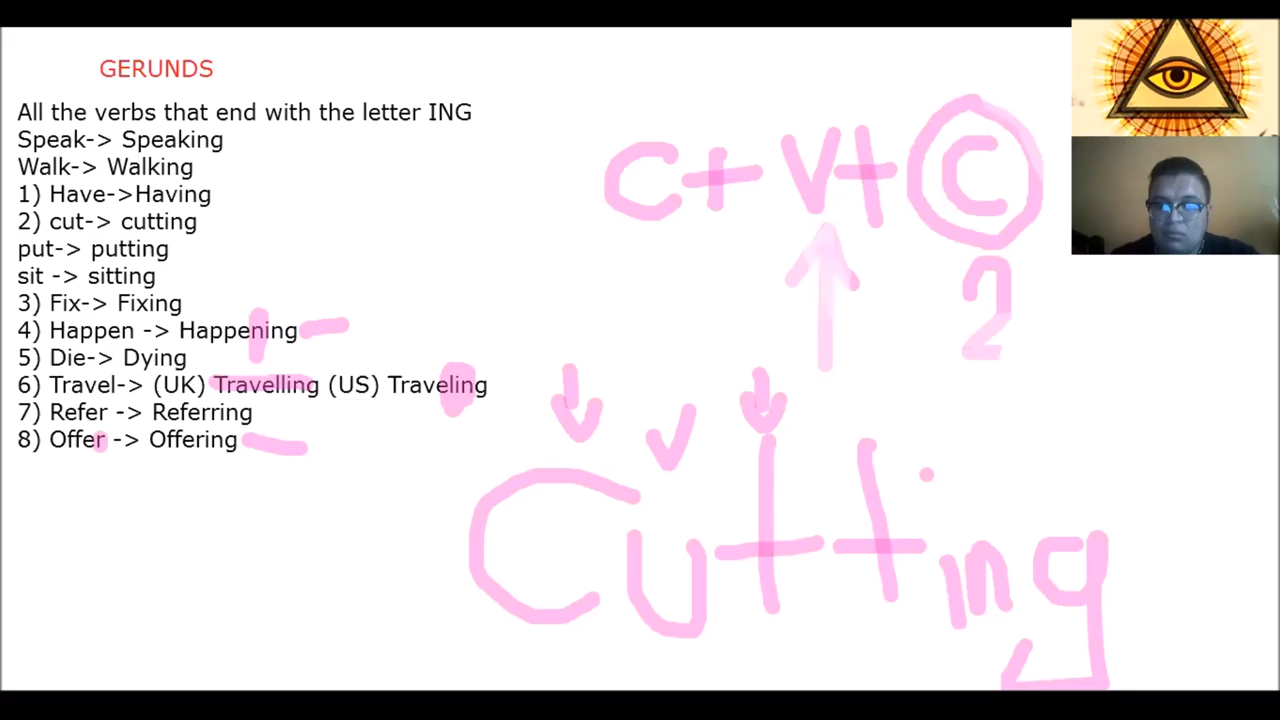 GERUNDS
All the verbs that end with the letter ING
Speak-> Speaking
Walk-> Walking
1) Have->Having
2) cut-> cutting
put-> putting
sit -> sitting
3) Fix-> Fixing
4) Happen -> Happening
5) Die-> Dying
6) Travel-> (UK) Travelling (US) Traveling
7) Refer -> Referring
8) Offer -> Offering
C+V+C
2
Cutting